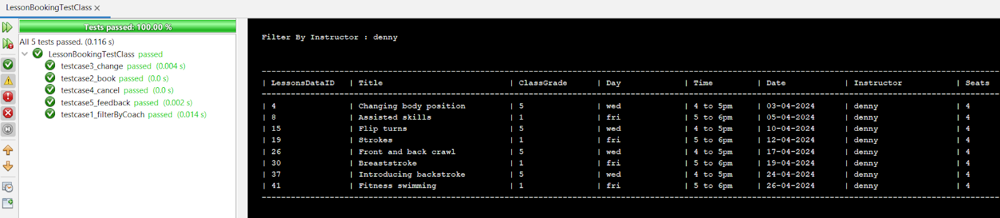 LessonBookingTestClass
Tests passed: 100.00 %
All 5 tests passed. (0.116 s)
LessonBookingTestClass passed
testcase3_change passed (0.004 s)
testcase2_book passed (0.0 s)
testcase4_cancel passed (0.0 s)
testcase5_feedback passed (0.002 s)
testcase1_filterByCoach passed (0.014 s)
Filter By Instructor : denny
| LessonsDataID | Title | ClassGrade | Day | Time | Date | Instructor | Seats
| 4 | Changing body position | 5 | wed | 4 to 5pm | 03-04-2024 | denny | 4
| 8 | Assisted skills | 1 | fri | 5 to 6pm | 05-04-2024 | denny | 4
| 15 | Flip turns | 5 | wed | 4 to 5pm | 10-04-2024 | denny | 4
| 19 | Strokes | 1 | fri | 5 to 6pm | 12-04-2024 | denny | 4
| 26 | Front and back crawl | 5 | wed | 4 to 5pm | 17-04-2024 | denny | 4
| 30 | Breaststroke | 1 | fri | 5 to 6pm | 19-04-2024 | denny | 4
| 37 | Introducing backstroke | 5 | wed | 4 to 5pm | 24-04-2024 | denny | 4
| 41 | Fitness swimming | 1 | fri | 5 to 6pm | 26-04-2024 | denny | 4